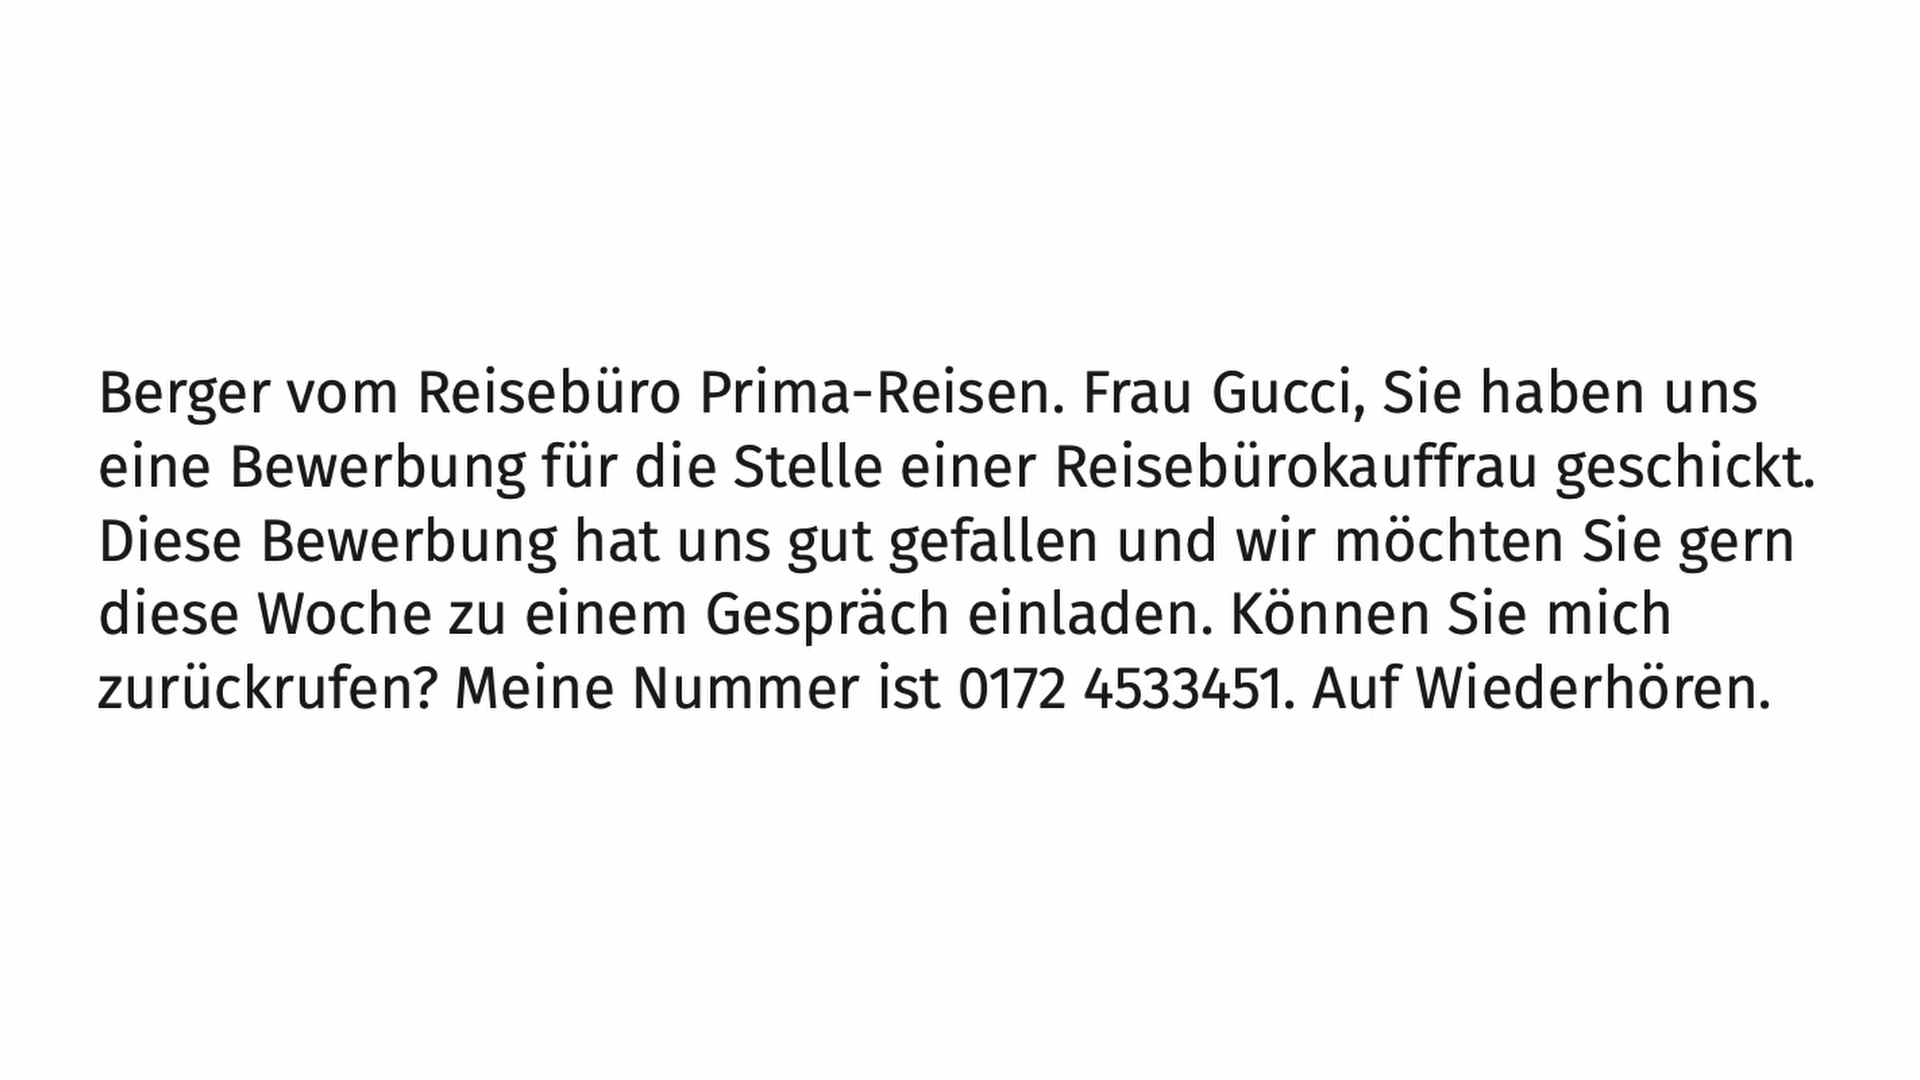 Berger vom Reisebüro Prima-Reisen. Frau Gucci, Sie haben uns
eine Bewerbung für die Stelle einer Reisebürokauffrau geschickt.
Diese Bewerbung hat uns gut gefallen und wir möchten Sie gern
diese Woche zu einem Gespräch einladen. Können Sie mich
zurückrufen? Meine Nummer ist 0172 4533451. Auf Wiederhören.